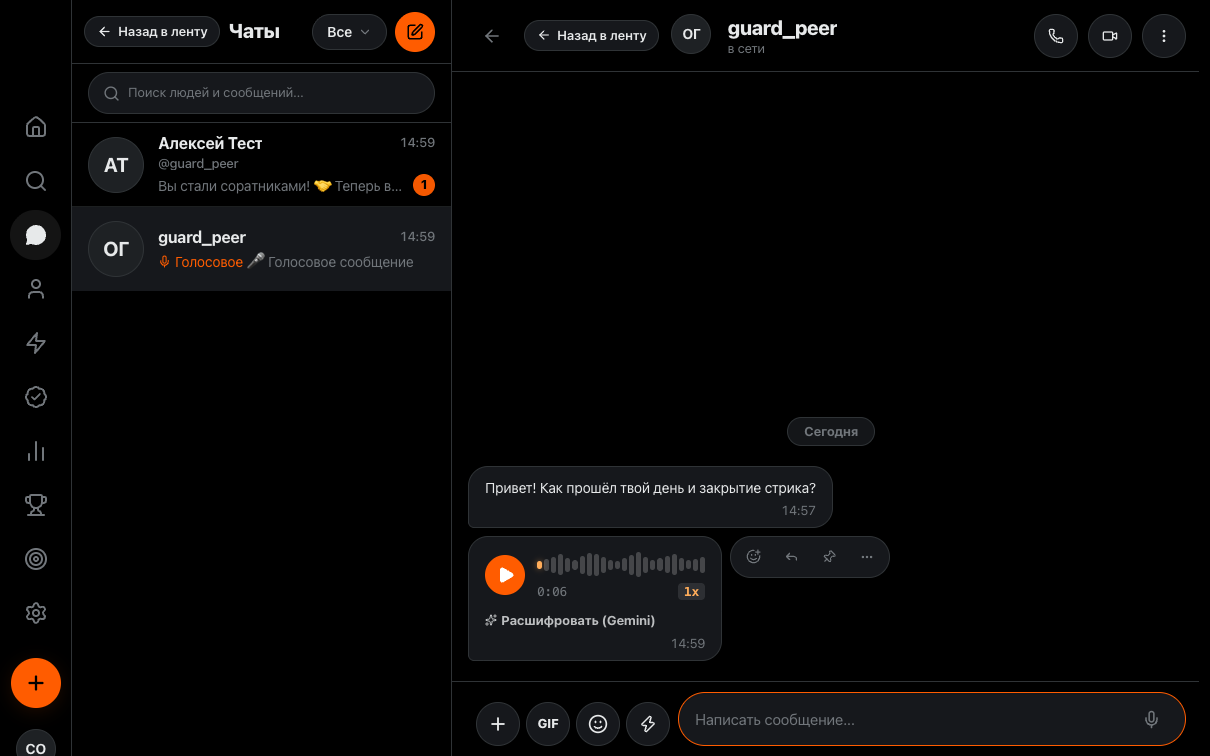 Назад в ленту
Чаты
Все
Поиск людей и сообщений...
Алексей Тест
14:59
@guard_peer
Вы стали соратниками! 🤝 Теперь в...
1
АТ
guard_peer
14:59
Голосовое 🎤 Голосовое сообщение
ОГ
СО
Назад в ленту
ОГ
guard_peer
в сети
Сегодня
Привет! Как прошёл твой день и закрытие стрика?
14:57
0:06
1x
Расшифровать (Gemini)
14:59
GIF
Написать сообщение...